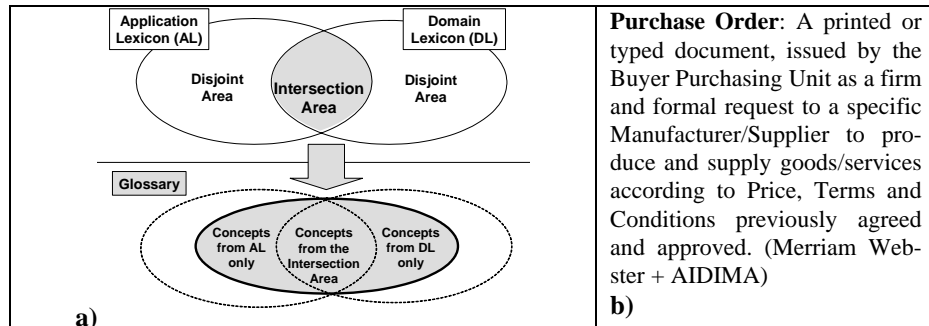 Application
Lexicon (AL)
Domain
Lexicon (DL)
Disjoint
Area
Intersection
Area
Disjoint
Area
Glossary
Concepts
from AL
only
Concepts
from the
Intersection
Area
Concepts
from DL
only
a)
Purchase Order: A printed or
typed document, issued by the
Buyer Purchasing Unit as a firm
and formal request to a specific
Manufacturer/Supplier to pro-
duce and supply goods/services
according to Price, Terms and
Conditions previously agreed
and approved. (Merriam Web-
ster + AIDIMA)
b)